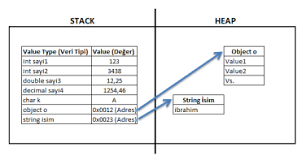 STACK
HEAP
Value Type (Veri Tipi) Value (Değer)
int sayi1 123
int sayi2 3438
double sayi3 12,25
decimal sayi4 1254,46
char k A
object o 0x0012 (Adres)
string isim 0x0023 (Adres)
Object o
Value1
Value2
Vs.
String İsim
ibrahim